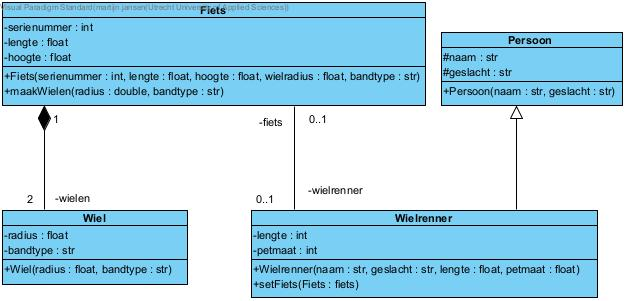 Visual Paradigm Standard(martijn.jansen(Utrecht University of Applied Sciences))
Fiets
-serienummer : int
-lengte : float
-hoogte : float
+Fiets(serienummer : int, lengte : float, hoogte : float, wielradius : float, bandtype : str)
+maakWielen(radius : double, bandtype : str)
Persoon
#naam : str
#geslacht : str
+Persoon(naam : str, geslacht : str)
1
-fiets
0..1
2
-wielen
0..1
-wielrenner
Wiel
-radius : float
-bandtype : str
+Wiel(radius : float, bandtype : str)
Wielrenner
-lengte : int
-petmaat : int
+Wielrenner(naam : str, geslacht : str, lengte : float, petmaat : float)
+setFiets(Fiets : fiets)